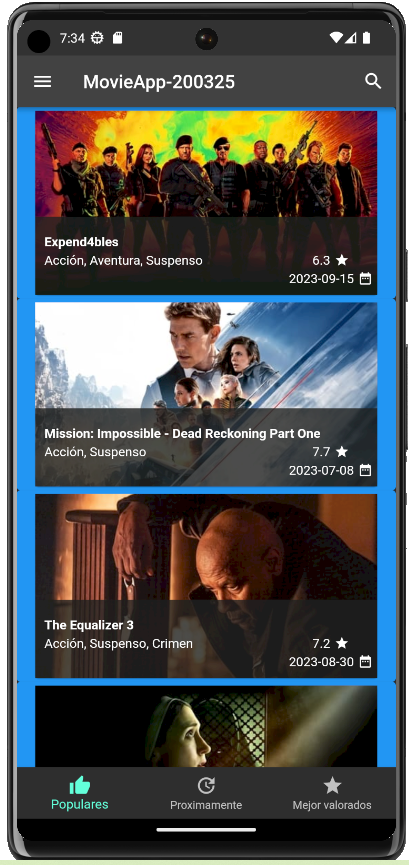 7:34
MovieApp-200325
Expend4bles
Acción, Aventura, Suspenso
6.3
2023-09-15
Mission: Impossible - Dead Reckoning Part One
Acción, Suspenso
7.7
2023-07-08
The Equalizer 3
Acción, Suspenso, Crimen
7.2
2023-08-30
Populares
Proximamente
Mejor valorados